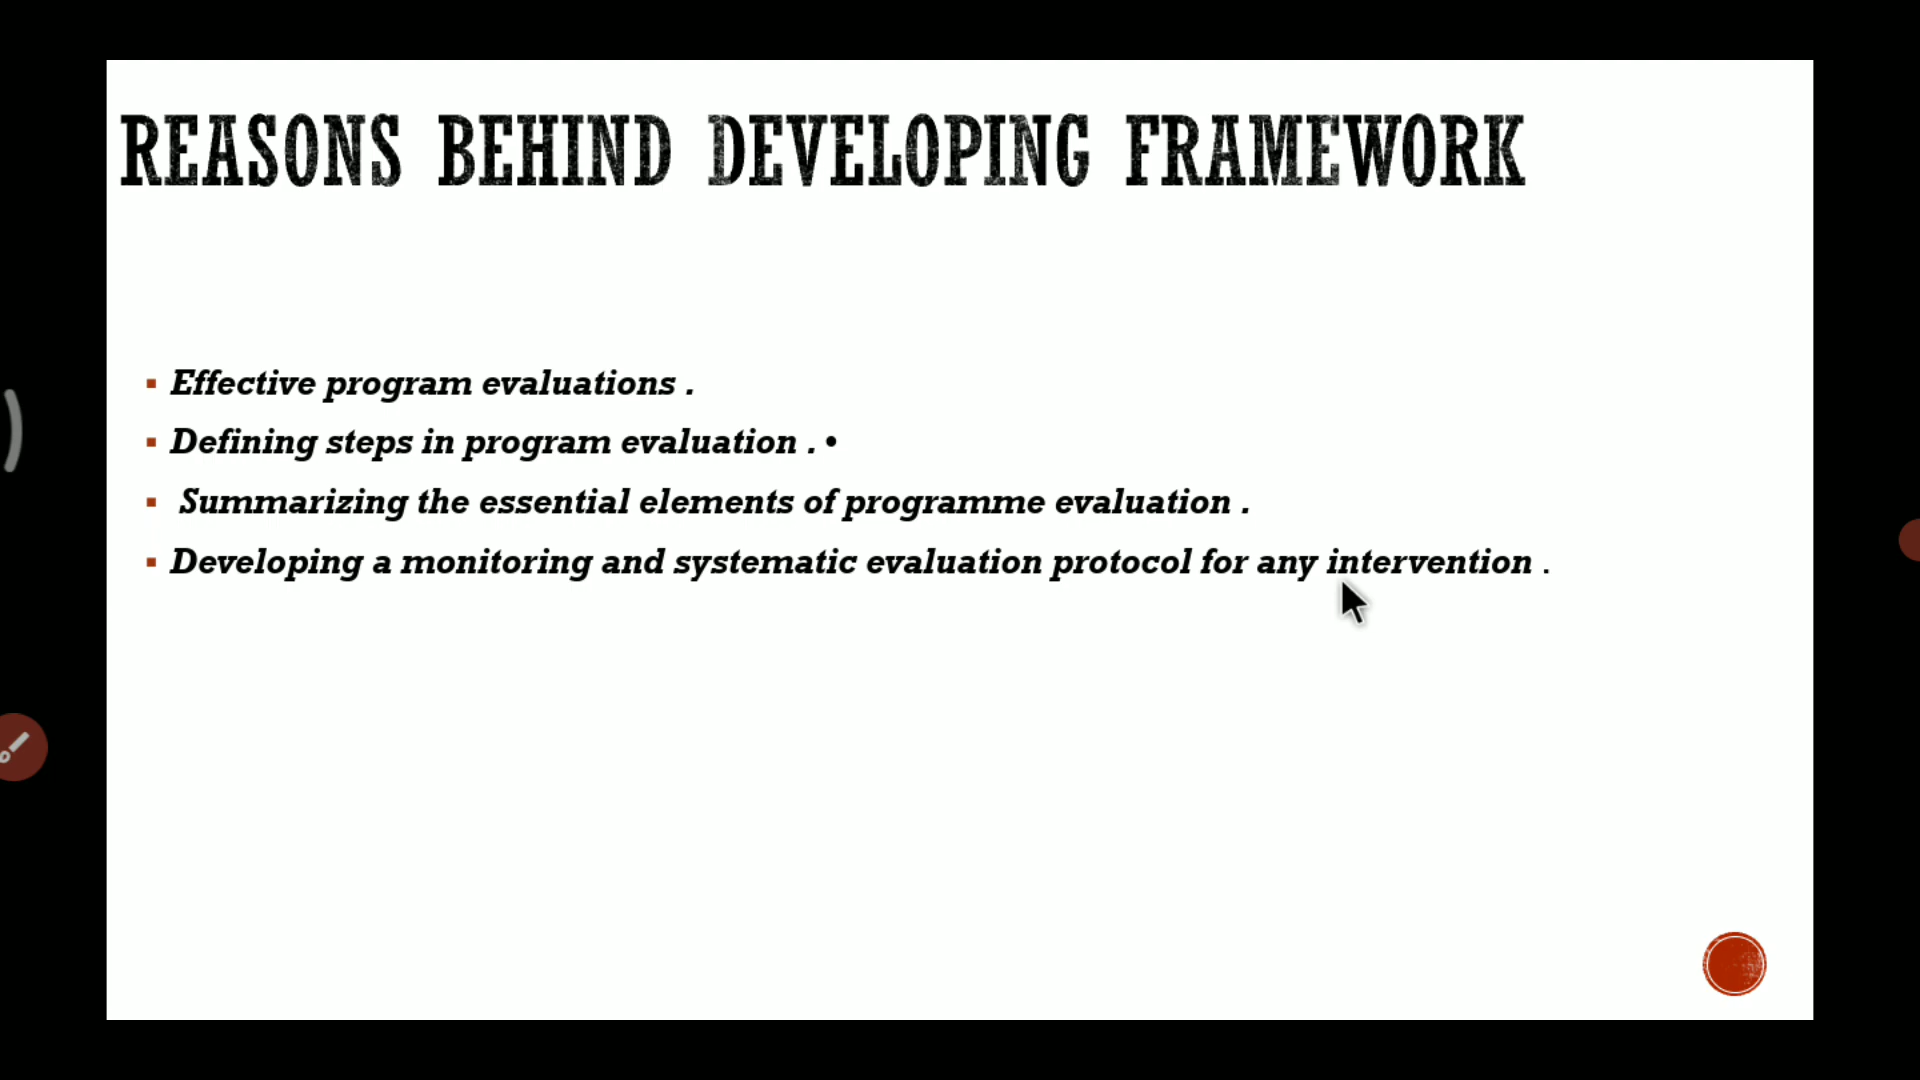 REASONS BEHIND DEVELOPING FRAMEWORK
▪ Effective program evaluations .
▪ Defining steps in program evaluation . •
▪ Summarizing the essential elements of programme evaluation .
▪ Developing a monitoring and systematic evaluation protocol for any intervention .